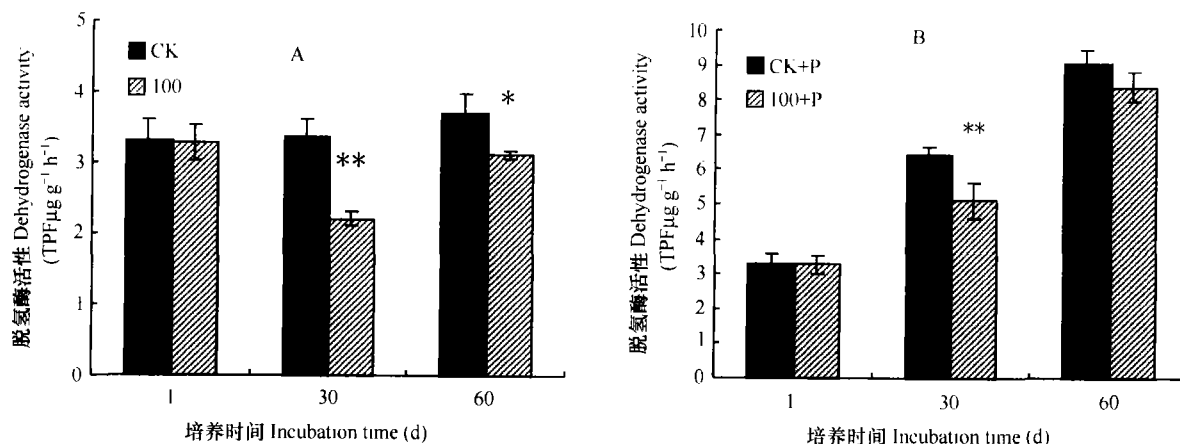 脱氢酶活性 Dehydrogenase activity
(TPFμg g⁻¹ h⁻¹)
5
4
3
2
1
0
CK
100
A
**
*
1
30
60
培养时间 Incubation time (d)
脱氢酶活性 Dehydrogenase activity
(TPFμg g⁻¹ h⁻¹)
10
9
8
7
6
5
4
3
2
1
0
CK+P
100+P
B
**
1
30
60
培养时间 Incubation time (d)